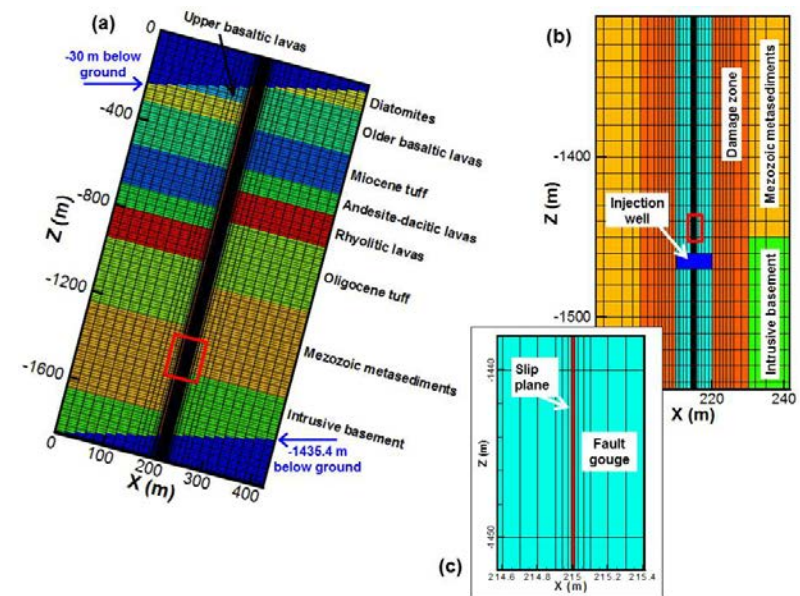 (a)
Upper basaltic lavas
-30 m below
ground
0
-400
-800
-1200
-1600
Z (m)
0
100
200
300
400
X (m)
Diatomites
Older basaltic lavas
Miocene tuff
Andesite-dacitic lavas
Rhyolitic lavas
Oligocene tuff
Mezozoic metasediments
Intrusive basement
-1435.4 m
below ground
(b)
-1400
-1500
Z (m)
Injection
well
Damage zone
Mezozoic metasediments
Intrusive basement
220
240
X (m)
(c)
Slip
plane
Fault
gouge
-1440
-1450
Z (m)
214.6
214.8
215
215.2
215.4
X (m)